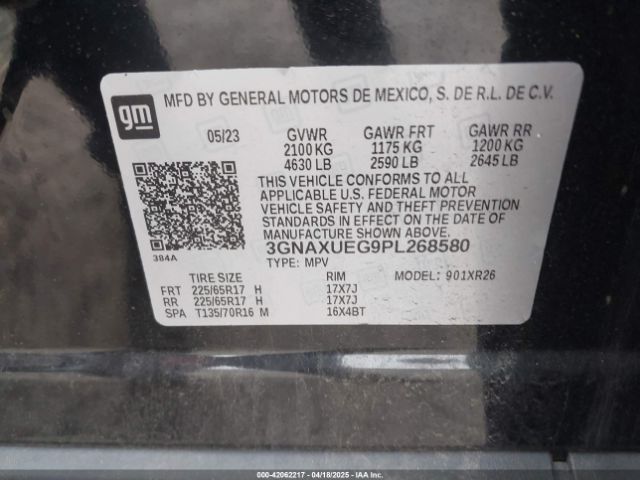 gm
MFD BY GENERAL MOTORS DE MEXICO, S. DE R.L. DE C.V.
05/23 GVWR GAWR FRT GAWR RR
2100 KG 1175 KG 1200 KG
4630 LB 2590 LB 2645 LB
THIS VEHICLE CONFORMS TO ALL
APPLICABLE U.S. FEDERAL MOTOR
VEHICLE SAFETY AND THEFT PREVENTION
STANDARDS IN EFFECT ON THE DATE OF
MANUFACTURE SHOWN ABOVE.
384A 3GNAXUEG9PL268580
TYPE: MPV
TIRE SIZE RIM MODEL: 901XR26
FRT 225/65R17 H 17X7J
RR 225/65R17 H 17X7J
SPA T135/70R16 M 16X4BT
000-42062217 - 04/18/2025 - IAAI.CA